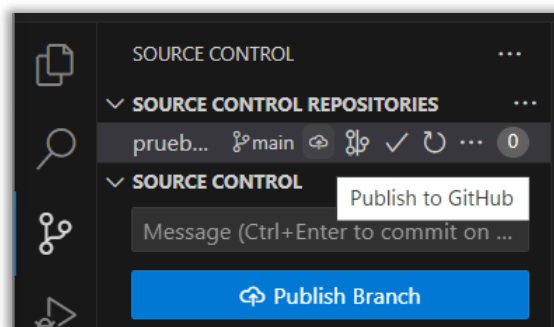 SOURCE CONTROL
SOURCE CONTROL REPOSITORIES
prueb... main 0
SOURCE CONTROL
Publish to GitHub
Message (Ctrl+Enter to commit on ...
Publish Branch